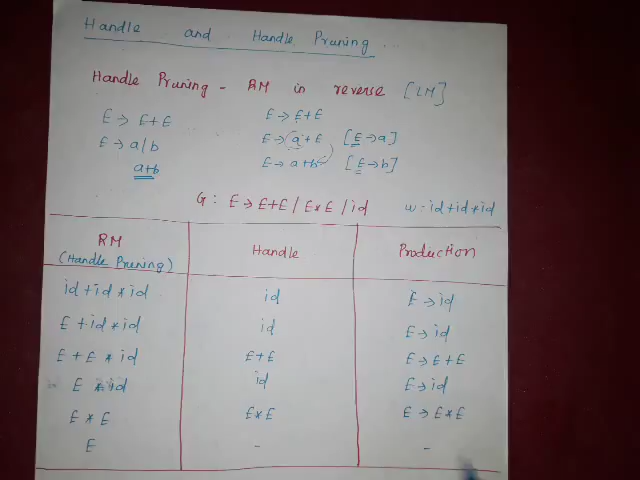 Handle and Handle Pruning ...
Handle Pruning - RM in reverse [LM]
E → E+E E → E+E
E → a/b E → a+E [E→a]
a+b E → a+b [E→b]
G: E → E+E / E*E / id w = id+id*id
RM Handle Production
(Handle Pruning)
id+id*id id E → id
E+id*id id E → id
E+E*id E+E E → E+E
E*id id E → id
E*E E*E E → E*E
E - -